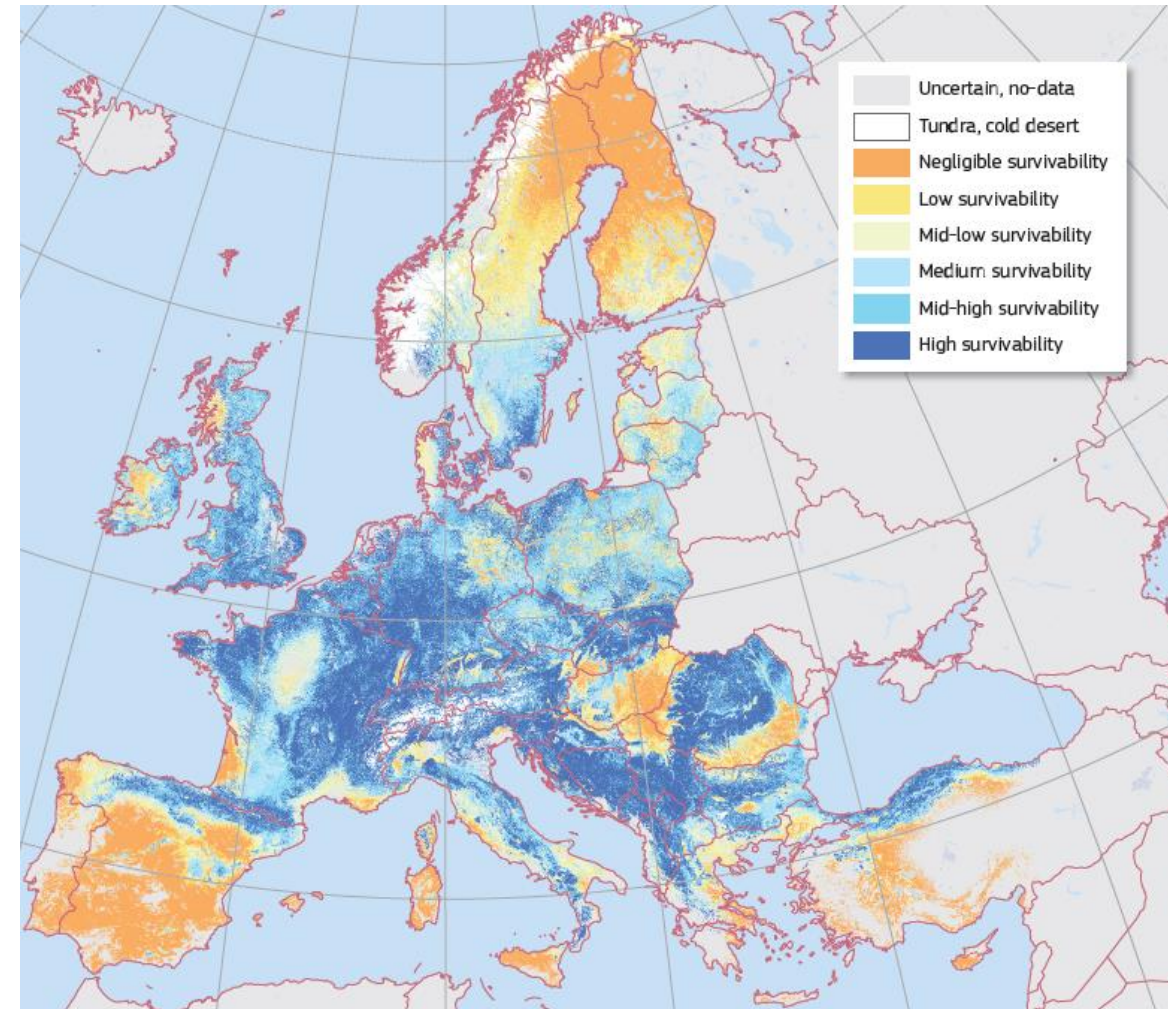 Uncertain, no-data
Tundra, cold desert
Negligible survivability
Low survivability
Mid-low survivability
Medium survivability
Mid-high survivability
High survivability